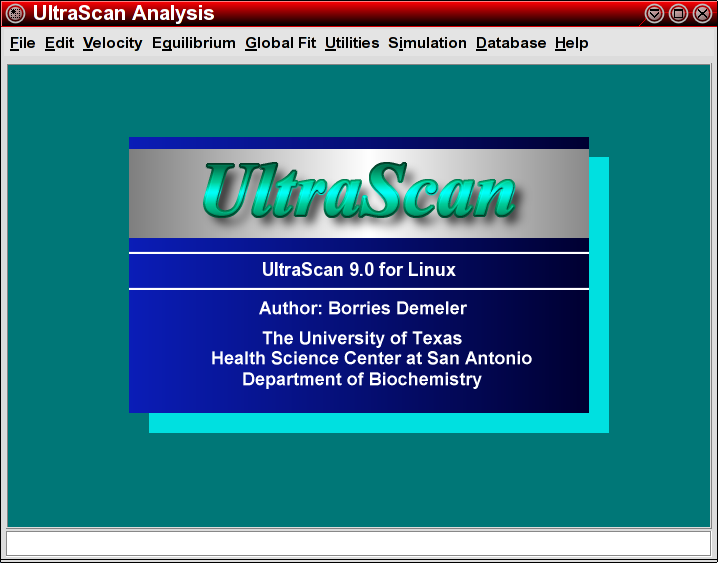 UltraScan Analysis
File Edit Velocity Equilibrium Global Fit Utilities Simulation Database Help
UltraScan
UltraScan 9.0 for Linux
Author: Borries Demeler
The University of Texas
Health Science Center at San Antonio
Department of Biochemistry